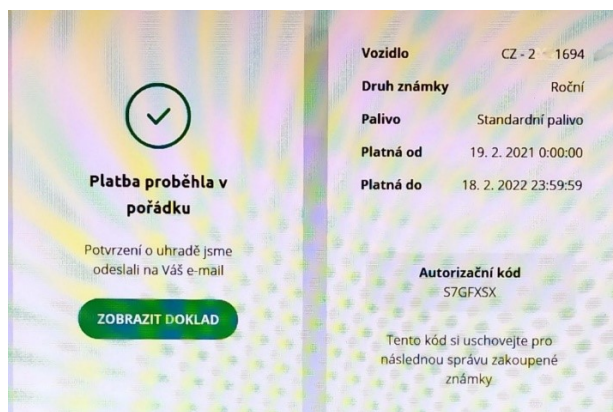 Platba proběhla v
pořádku
Potvrzení o uhradě jsme
odeslali na Váš e-mail
ZOBRAZIT DOKLAD
Vozidlo CZ - 2 1694
Druh známky Roční
Palivo Standardní palivo
Platná od 19. 2. 2021 0:00:00
Platná do 18. 2. 2022 23:59:59
Autorizační kód
S7GFXSX
Tento kód si uschovejte pro
následnou správu zakoupené
známky